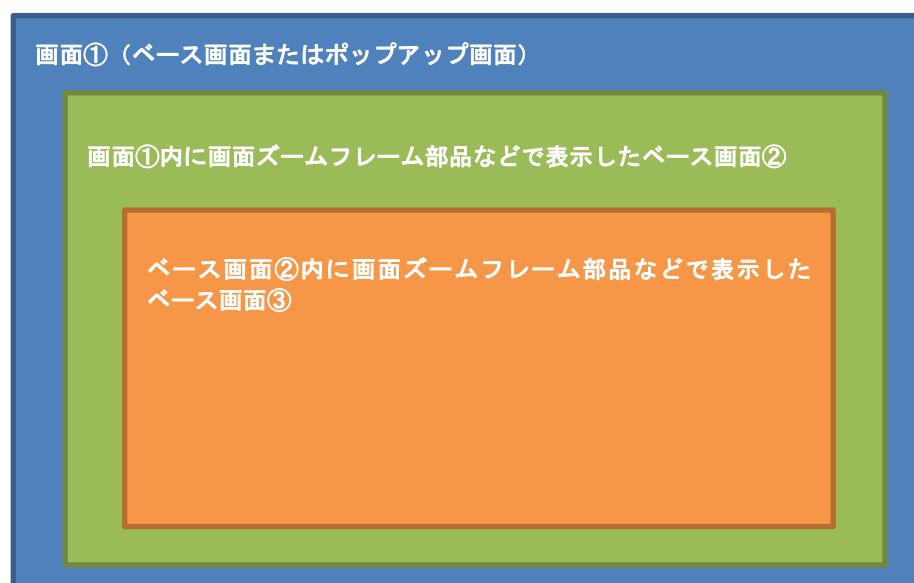 画面①（ベース画面またはポップアップ画面）
画面①内に画面ズームフレーム部品などで表示したベース画面②
ベース画面②内に画面ズームフレーム部品などで表示した
ベース画面③